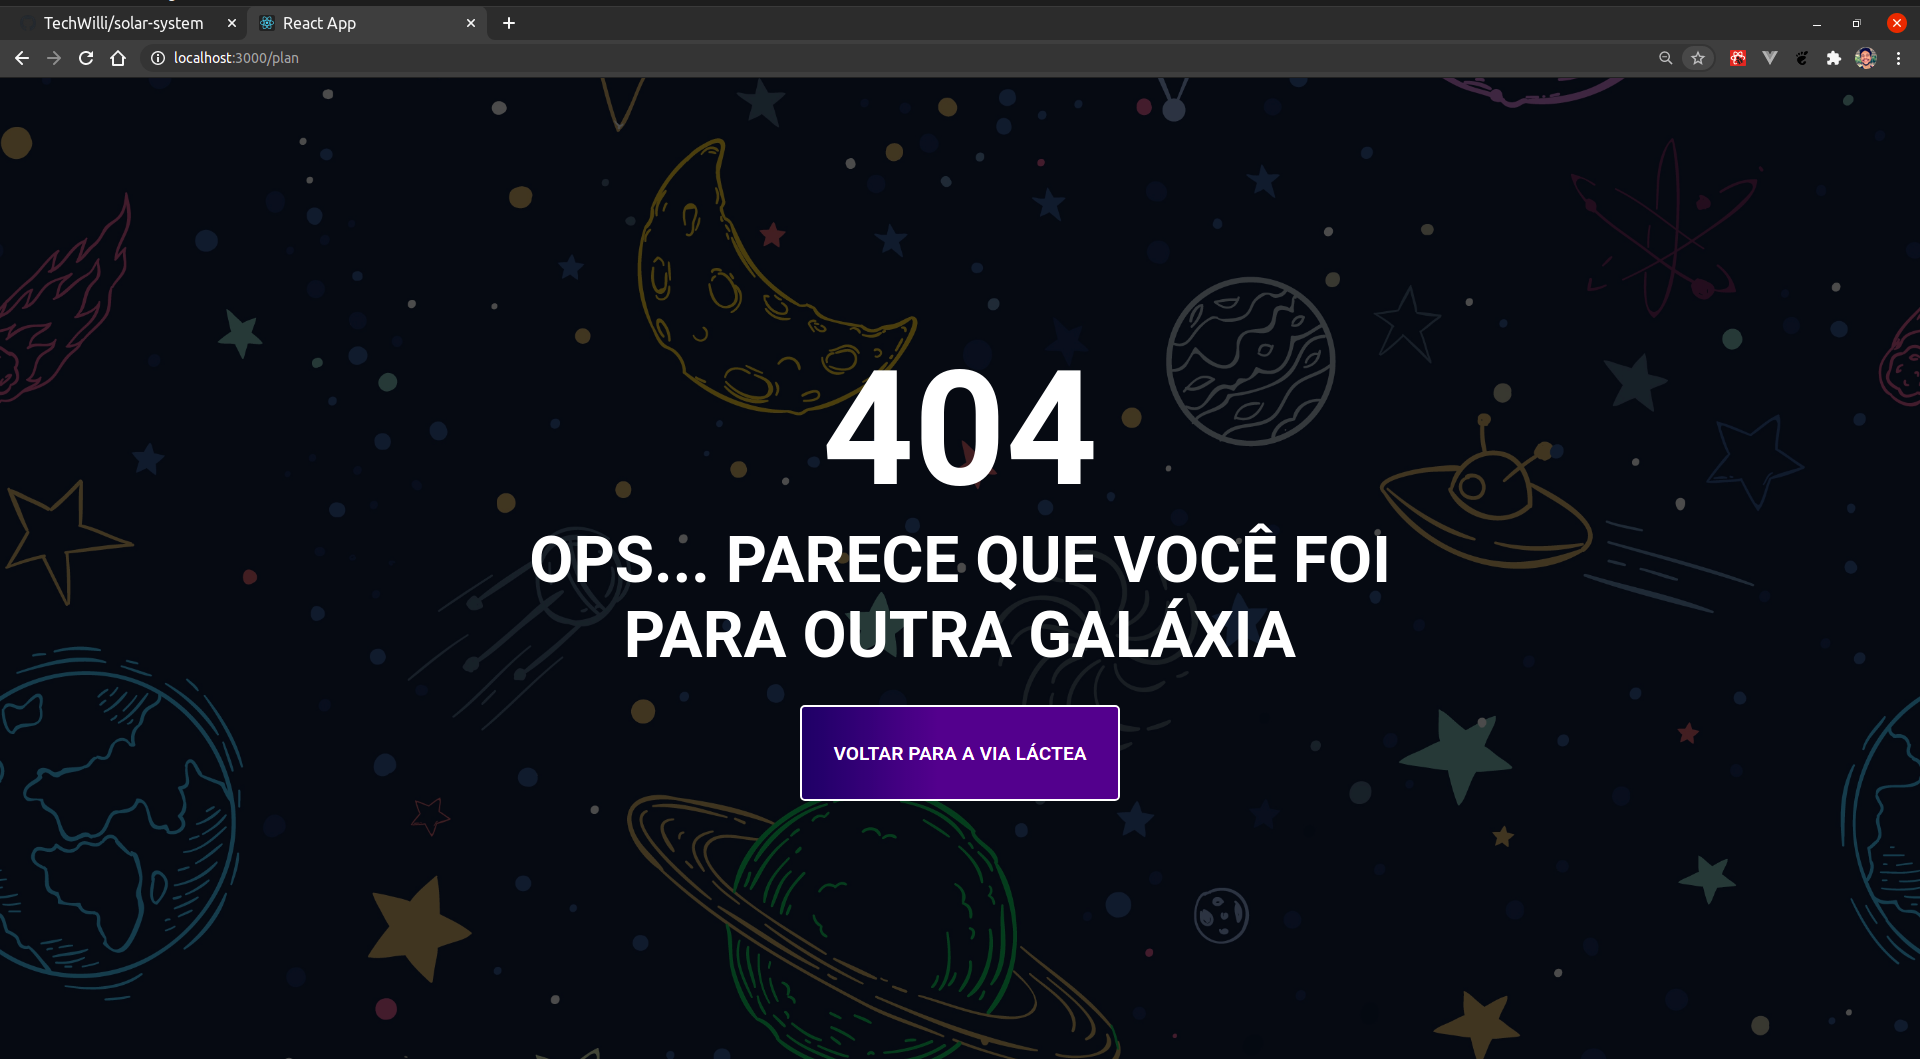 TechWilli/solar-system
React App
localhost:3000/plan
404
OPS... PARECE QUE VOCÊ FOI
PARA OUTRA GALÁXIA
VOLTAR PARA A VIA LÁCTEA